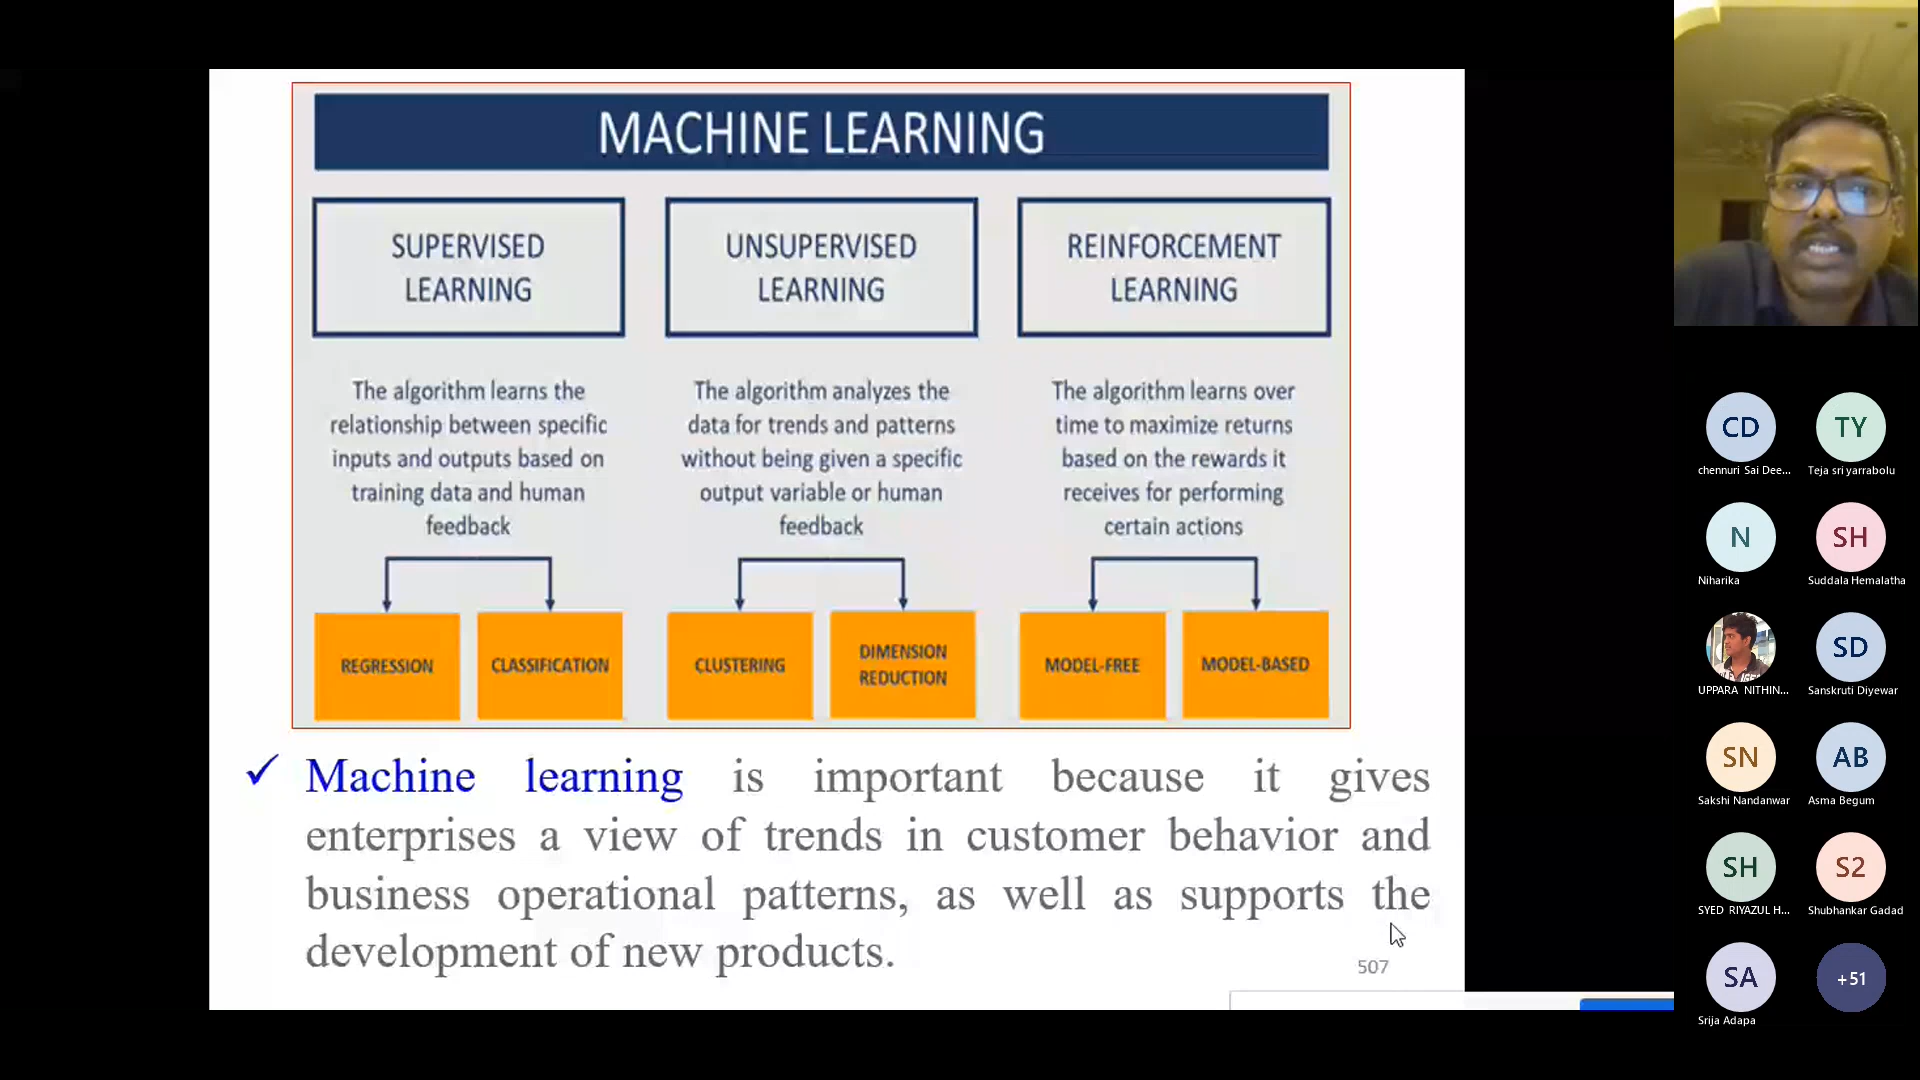 MACHINE LEARNING
SUPERVISED
LEARNING
The algorithm learns the
relationship between specific
inputs and outputs based on
training data and human
feedback
REGRESSION
CLASSIFICATION
UNSUPERVISED
LEARNING
The algorithm analyzes the
data for trends and patterns
without being given a specific
output variable or human
feedback
CLUSTERING
DIMENSION
REDUCTION
REINFORCEMENT
LEARNING
The algorithm learns over
time to maximize returns
based on the rewards it
receives for performing
certain actions
MODEL-FREE
MODEL-BASED
✓ Machine learning is important because it gives
enterprises a view of trends in customer behavior and
business operational patterns, as well as supports the
development of new products.
507
CD
chennuri Sai Dee...
TY
Teja sri yarrabolu
N
Niharika
SH
Suddala Hemalatha
UPPARA NITHIN...
SD
Sanskruti Diyewar
SN
Sakshi Nandanwar
AB
Asma Begum
SH
SYED RIYAZUL H...
S2
Shubhankar Gadad
SA
Srija Adapa
+51